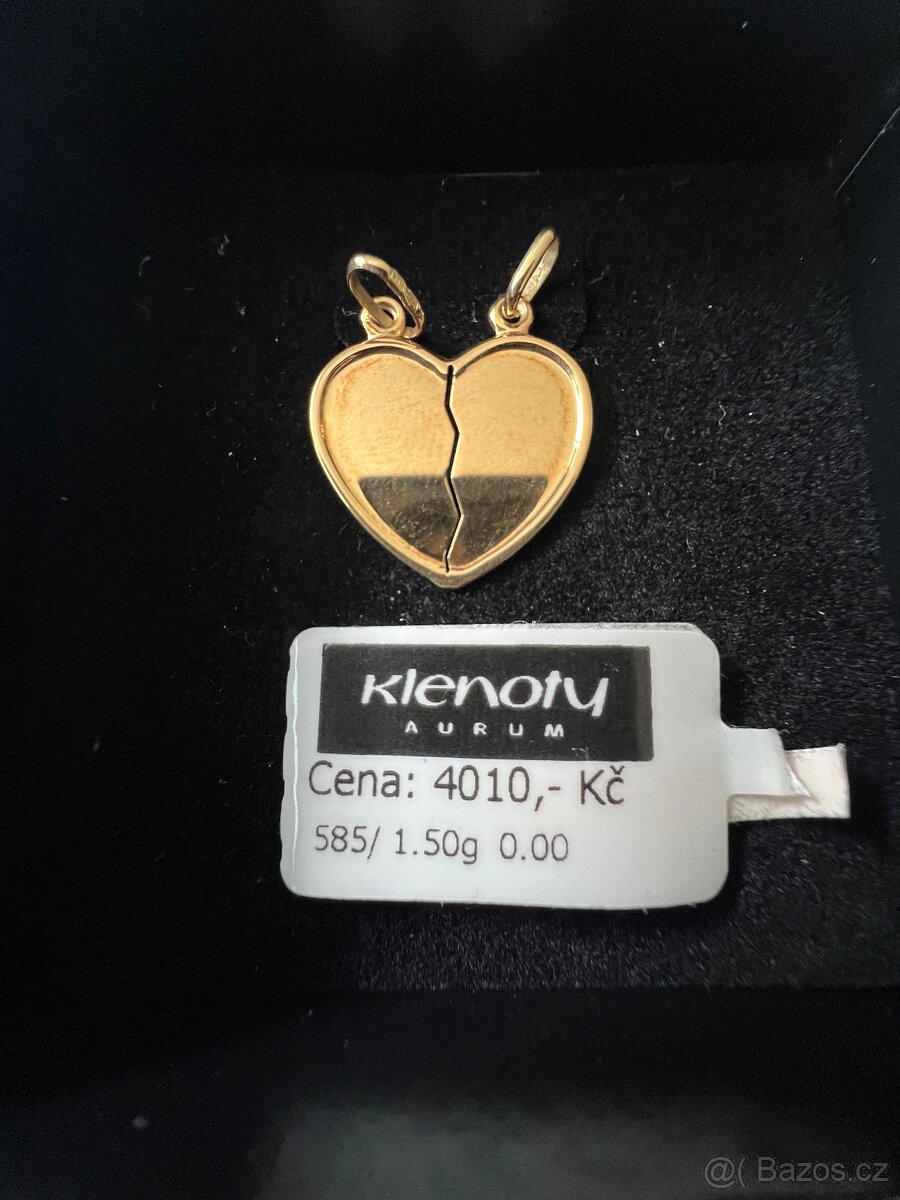 Klenoty
AURUM
Cena: 4010,- Kč
585/ 1.50g 0.00
@( Bazos.cz